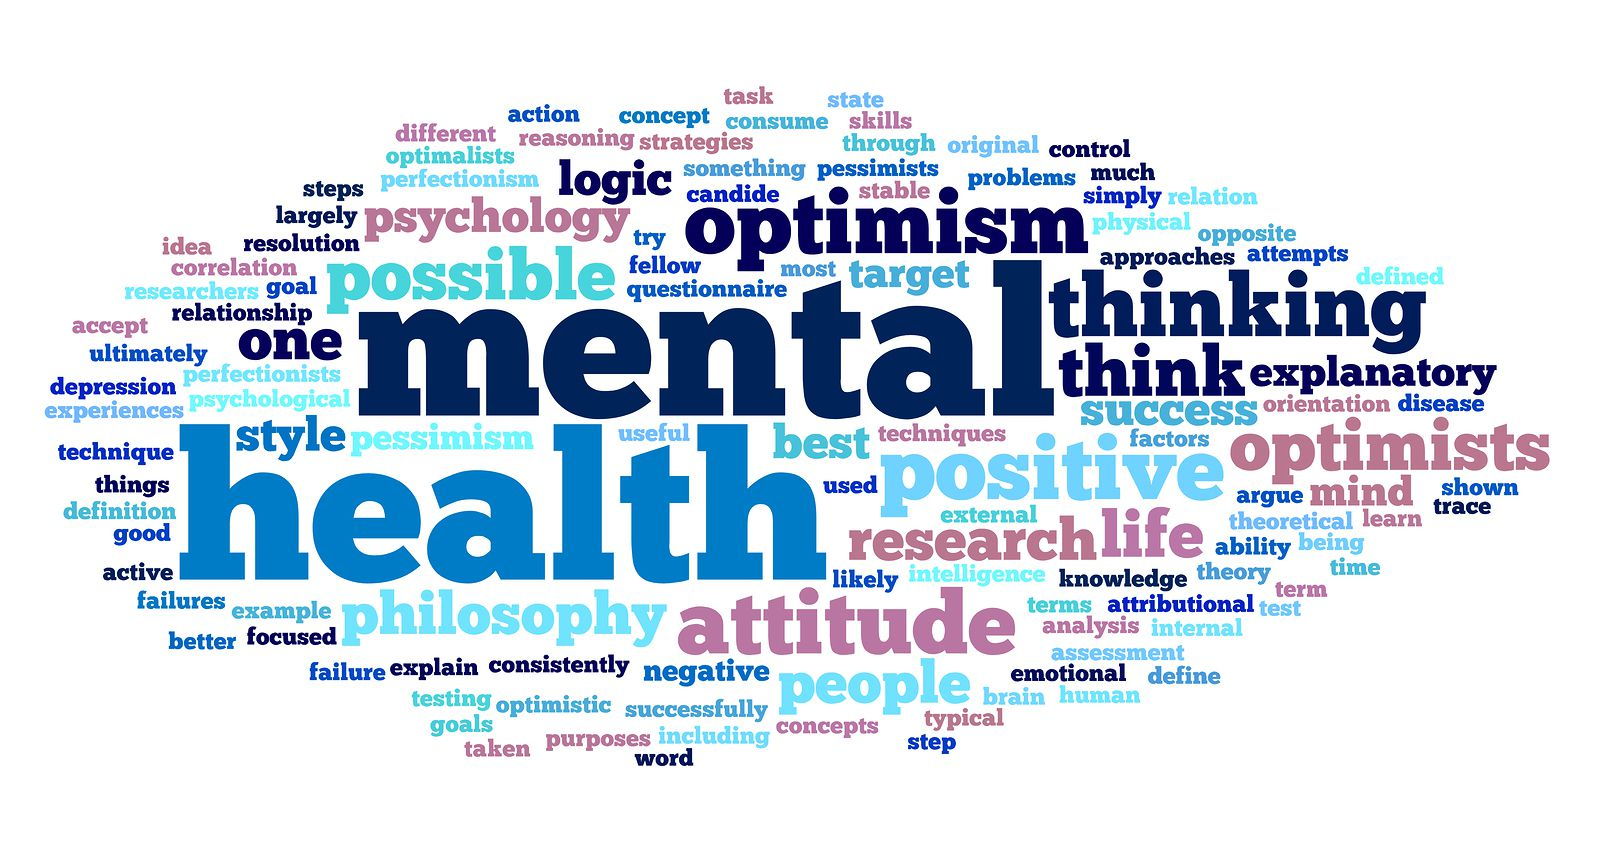 task
state
action
concept
consume
skills
different
reasoning
strategies
through
original
control
optimalists
logic
something
pessimists
problems
much
perfectionism
steps
candide
stable
simply
relation
largely
psychology
optimism
physical
idea
resolution
try
opposite
correlation
possible
fellow
most
target
approaches
attempts
researchers
goal
questionnaire
defined
relationship
mental
thinking
accept
one
ultimately
perfectionists
think
explanatory
depression
psychological
experiences
success
orientation
disease
technique
style
pessimism
useful
best
techniques
factors
optimists
things
health
used
positive
argue
mind
shown
definition
external
trace
good
research
life
theoretical
learn
ability
being
active
likely
intelligence
knowledge
theory
time
failures
example
philosophy
attitude
terms
attributional
term
test
better
focused
analysis
internal
assessment
failure
explain
consistently
negative
people
emotional
define
testing
optimistic
successfully
brain
human
goals
concepts
typical
taken
purposes
including
step
word